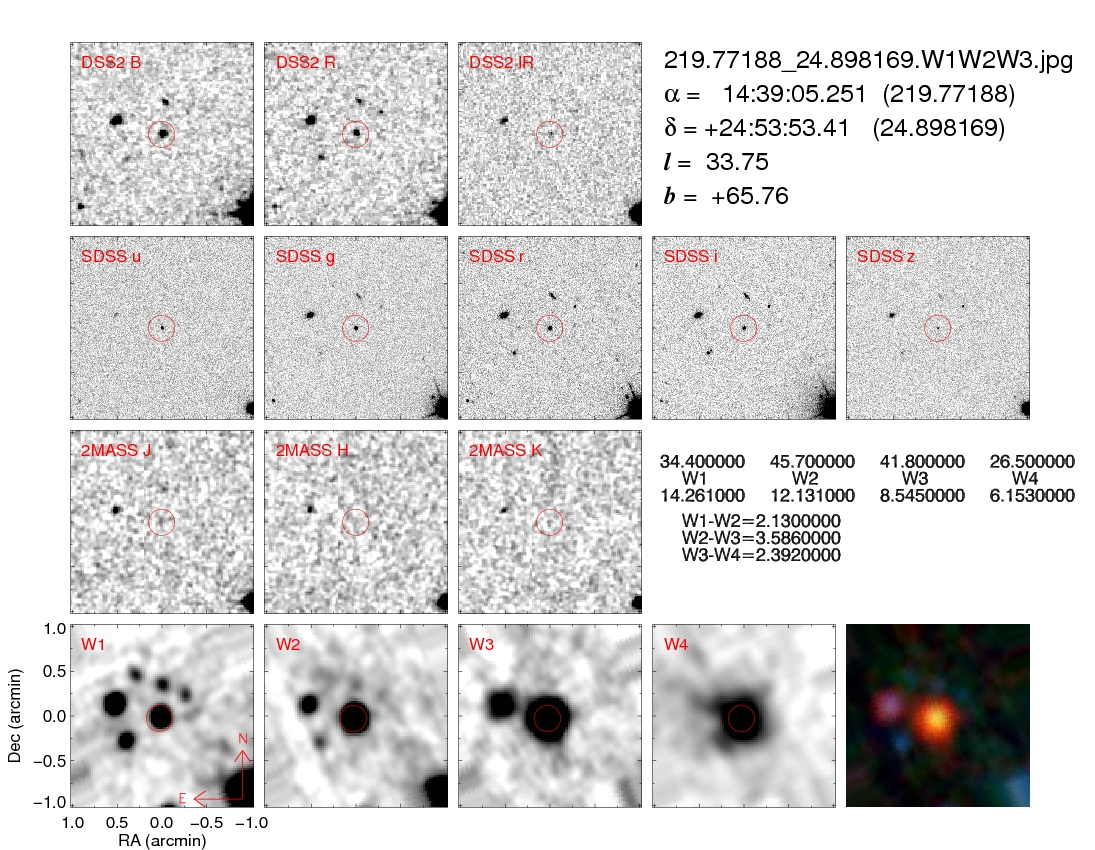 DSS2 B
DSS2 R
DSS2 IR
219.77188_24.898169.W1W2W3.jpg
α = 14:39:05.251 (219.77188)
δ = +24:53:53.41 (24.898169)
l = 33.75
b = +65.76
SDSS u
SDSS g
SDSS r
SDSS i
SDSS z
2MASS J
2MASS H
2MASS K
34.400000 45.700000 41.800000 26.500000
W1 W2 W3 W4
14.261000 12.131000 8.5450000 6.1530000
W1-W2=2.1300000
W2-W3=3.5860000
W3-W4=2.3920000
W1
W2
W3
W4
1.0
0.5
0.0
−0.5
−1.0
Dec (arcmin)
N
E
1.0 0.5 0.0 −0.5 −1.0
RA (arcmin)